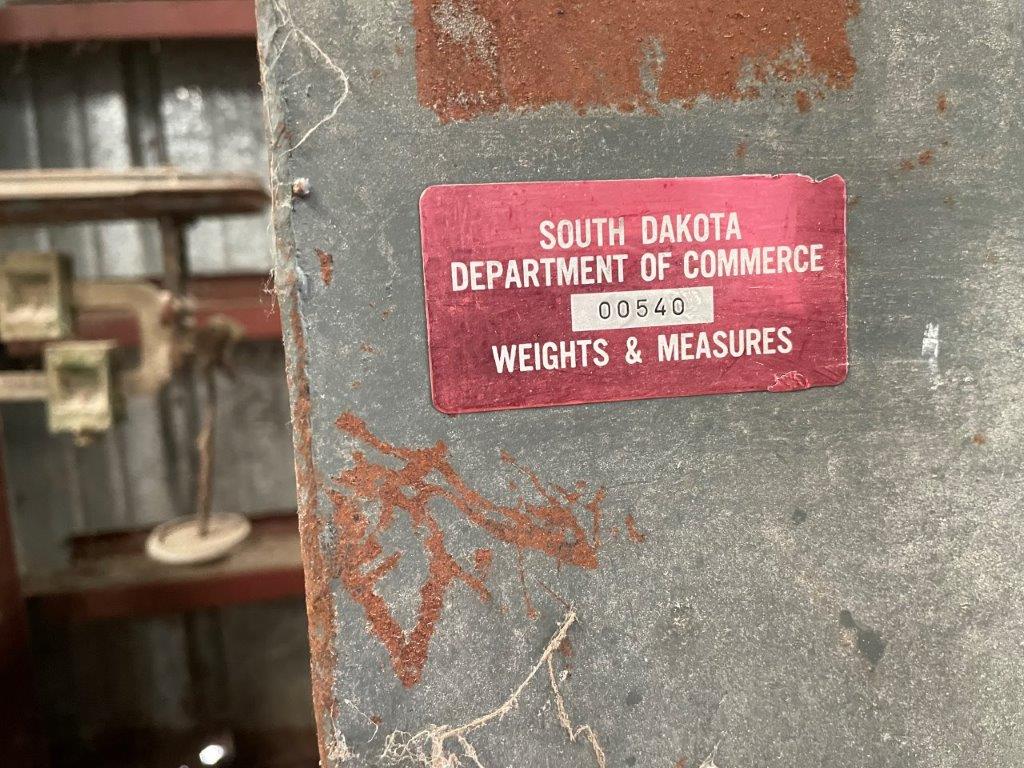 SOUTH DAKOTA
DEPARTMENT OF COMMERCE
00540
WEIGHTS & MEASURES